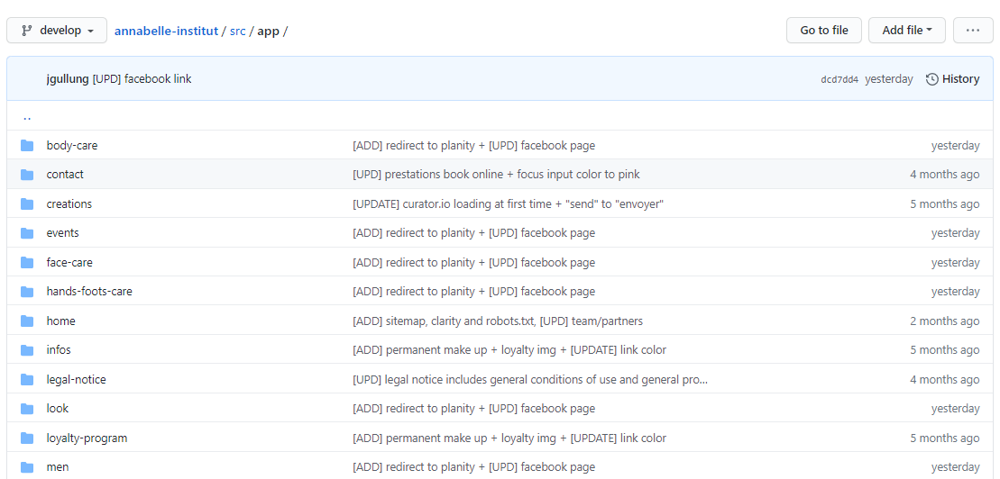 develop annabelle-institut / src / app / Go to file Add file ...
jgullung [UPD] facebook link dcd7dd4 yesterday History
..
body-care [ADD] redirect to planity + [UPD] facebook page yesterday
contact [UPD] prestations book online + focus input color to pink 4 months ago
creations [UPDATE] curator.io loading at first time + "send" to "envoyer" 5 months ago
events [ADD] redirect to planity + [UPD] facebook page yesterday
face-care [ADD] redirect to planity + [UPD] facebook page yesterday
hands-foots-care [ADD] redirect to planity + [UPD] facebook page yesterday
home [ADD] sitemap, clarity and robots.txt, [UPD] team/partners 2 months ago
infos [ADD] permanent make up + loyalty img + [UPDATE] link color 5 months ago
legal-notice [UPD] legal notice includes general conditions of use and general pro... 4 months ago
look [ADD] redirect to planity + [UPD] facebook page yesterday
loyalty-program [ADD] permanent make up + loyalty img + [UPDATE] link color 5 months ago
men [ADD] redirect to planity + [UPD] facebook page yesterday